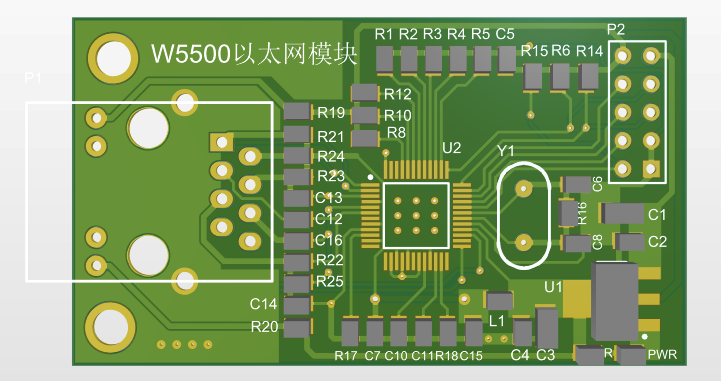 W5500以太网模块
P1
R1 R2 R3 R4 R5 C5
P2
R15 R6 R14
R12
R10
R8
R19
R21
R24
R23
C13
C12
C16
R22
R25
C14
R20
U2
Y1
C6
R16
C8
C1
C2
U1
L1
R17 C7 C10 C11 R18 C15
C4 C3
R
PWR